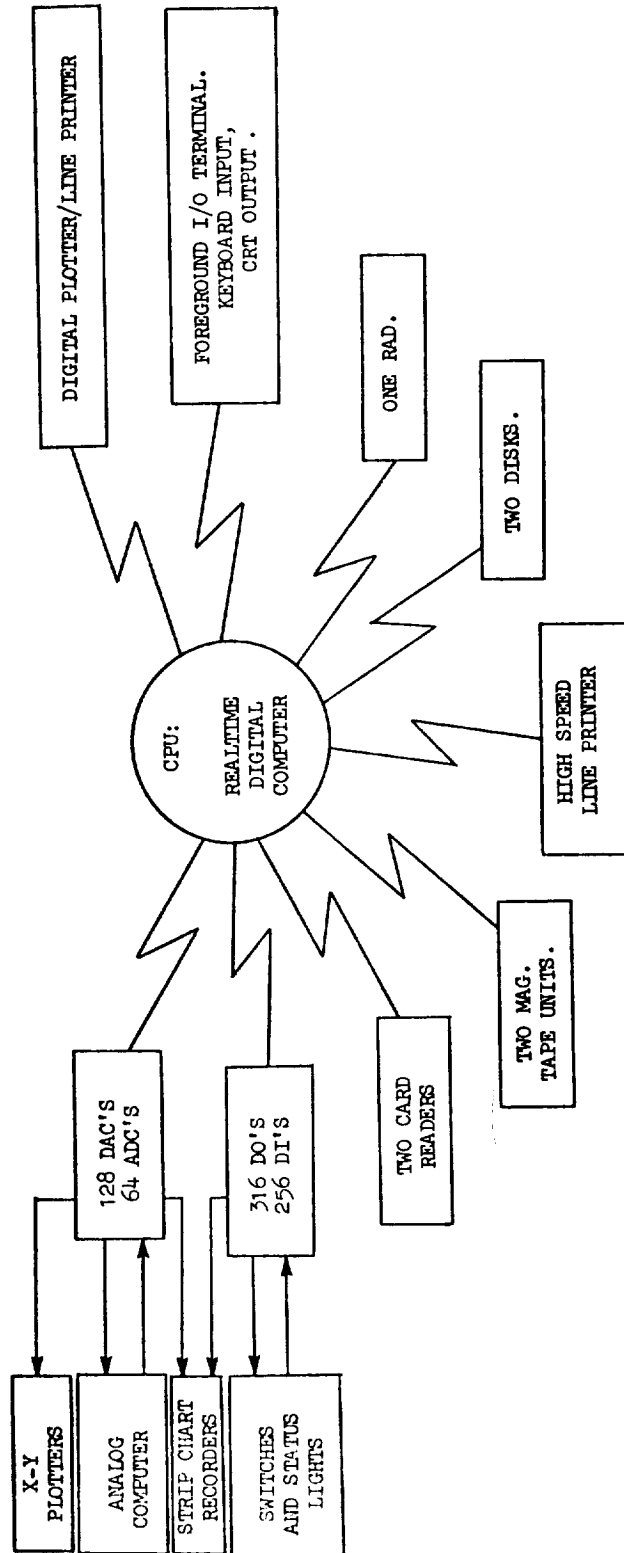 X-Y
PLOTTERS
ANALOG
COMPUTER
STRIP CHART
RECORDERS
SWITCHES
AND STATUS
LIGHTS
128 DAC'S
64 ADC'S
316 DO'S
256 DI'S
TWO CARD
READERS
TWO MAG.
TAPE UNITS.
HIGH SPEED
LINE PRINTER
CPU:
REALTIME
DIGITAL
COMPUTER
TWO DISKS.
ONE RAD.
FOREGROUND I/O TERMINAL.
KEYBOARD INPUT,
CRT OUTPUT.
DIGITAL PLOTTER/LINE PRINTER